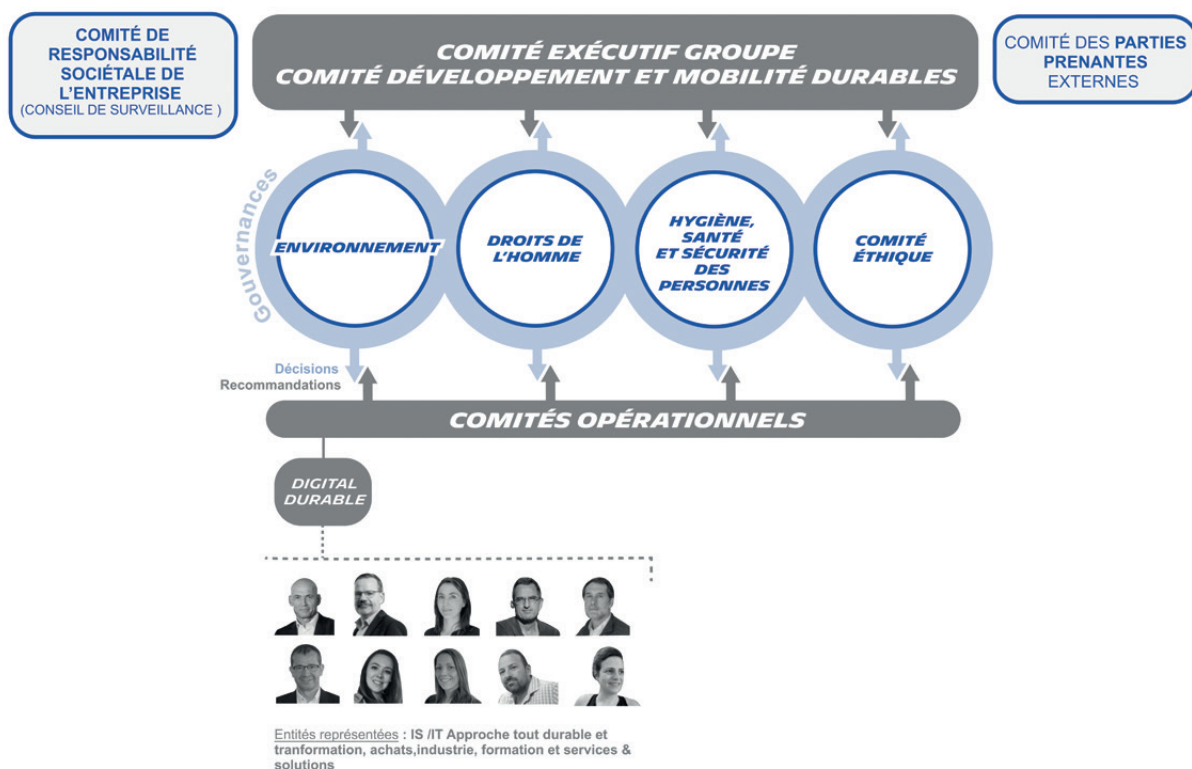 COMITÉ DE
RESPONSABILITÉ
SOCIÉTALE DE
L'ENTREPRISE
(CONSEIL DE SURVEILLANCE )
COMITÉ EXÉCUTIF GROUPE
COMITÉ DÉVELOPPEMENT ET MOBILITÉ DURABLES
COMITÉ DES PARTIES
PRENANTES
EXTERNES
Gouvernances
ENVIRONNEMENT
DROITS DE
L'HOMME
HYGIÈNE,
SANTÉ
ET SÉCURITÉ
DES
PERSONNES
COMITÉ
ÉTHIQUE
Décisions
Recommandations
COMITÉS OPÉRATIONNELS
DIGITAL
DURABLE
Entités représentées : IS /IT Approche tout durable et
tranformation, achats,industrie, formation et services &
solutions